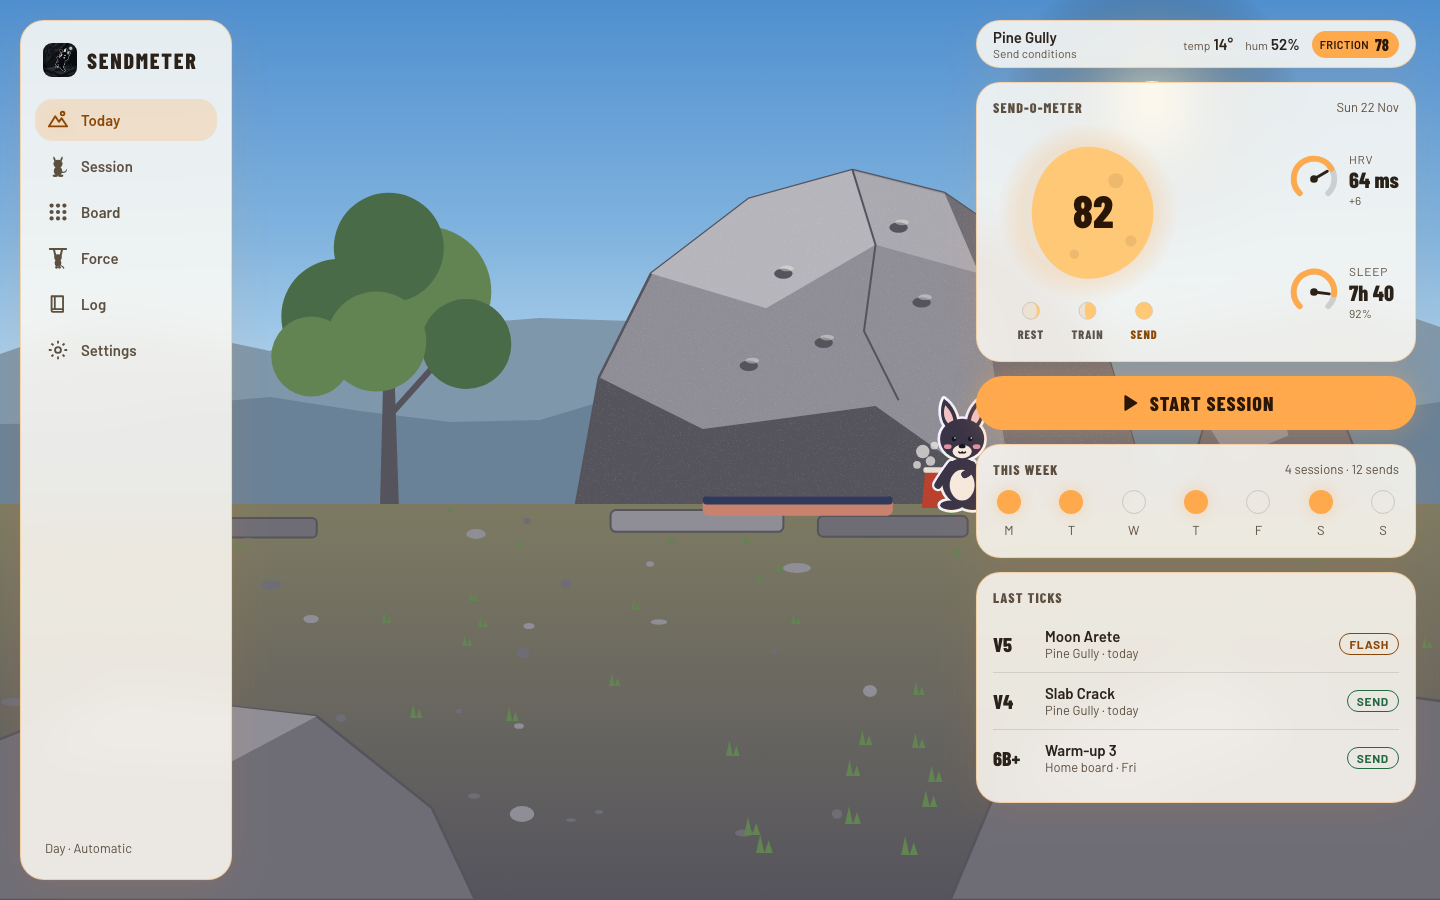 SENDMETER
Today
Session
Board
Force
Log
Settings
Day · Automatic
Pine Gully
Send conditions
temp 14° hum 52% FRICTION 78
SEND-O-METER
Sun 22 Nov
82
REST TRAIN SEND
HRV
64 ms
+6
SLEEP
7h 40
92%
START SESSION
THIS WEEK
4 sessions · 12 sends
M T W T F S S
LAST TICKS
V5
Moon Arete
Pine Gully · today
FLASH
V4
Slab Crack
Pine Gully · today
SEND
6B+
Warm-up 3
Home board · Fri
SEND